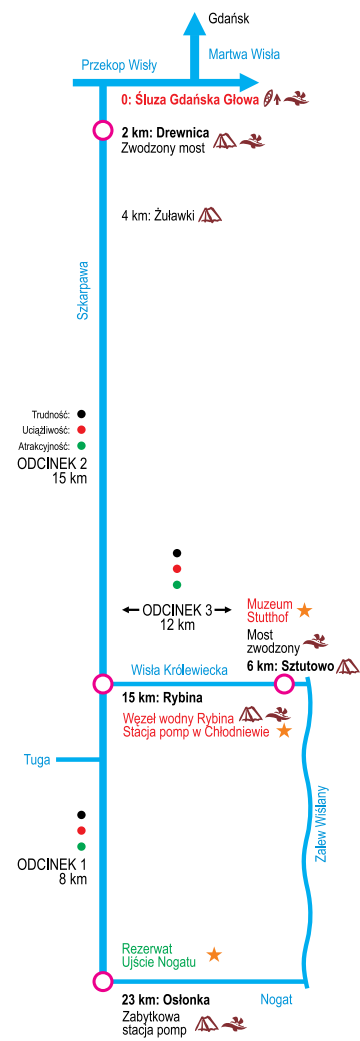 Gdańsk
Przekop Wisły
Martwa Wisła
0: Śluza Gdańska Głowa
2 km: Drewnica
Zwodzony most
4 km: Żuławki
Szkarpawa
Trudność:
Uciążliwość:
Atrakcyjność:
ODCINEK 2
15 km
ODCINEK 3
12 km
Muzeum
Stutthof
Most
zwodzony
6 km: Sztutowo
Wisła Królewiecka
15 km: Rybina
Węzeł wodny Rybina
Stacja pomp w Chłodniewie
Tuga
Zalew Wiślany
ODCINEK 1
8 km
Rezerwat
Ujście Nogatu
23 km: Osłonka
Nogat
Zabytkowa
stacja pomp